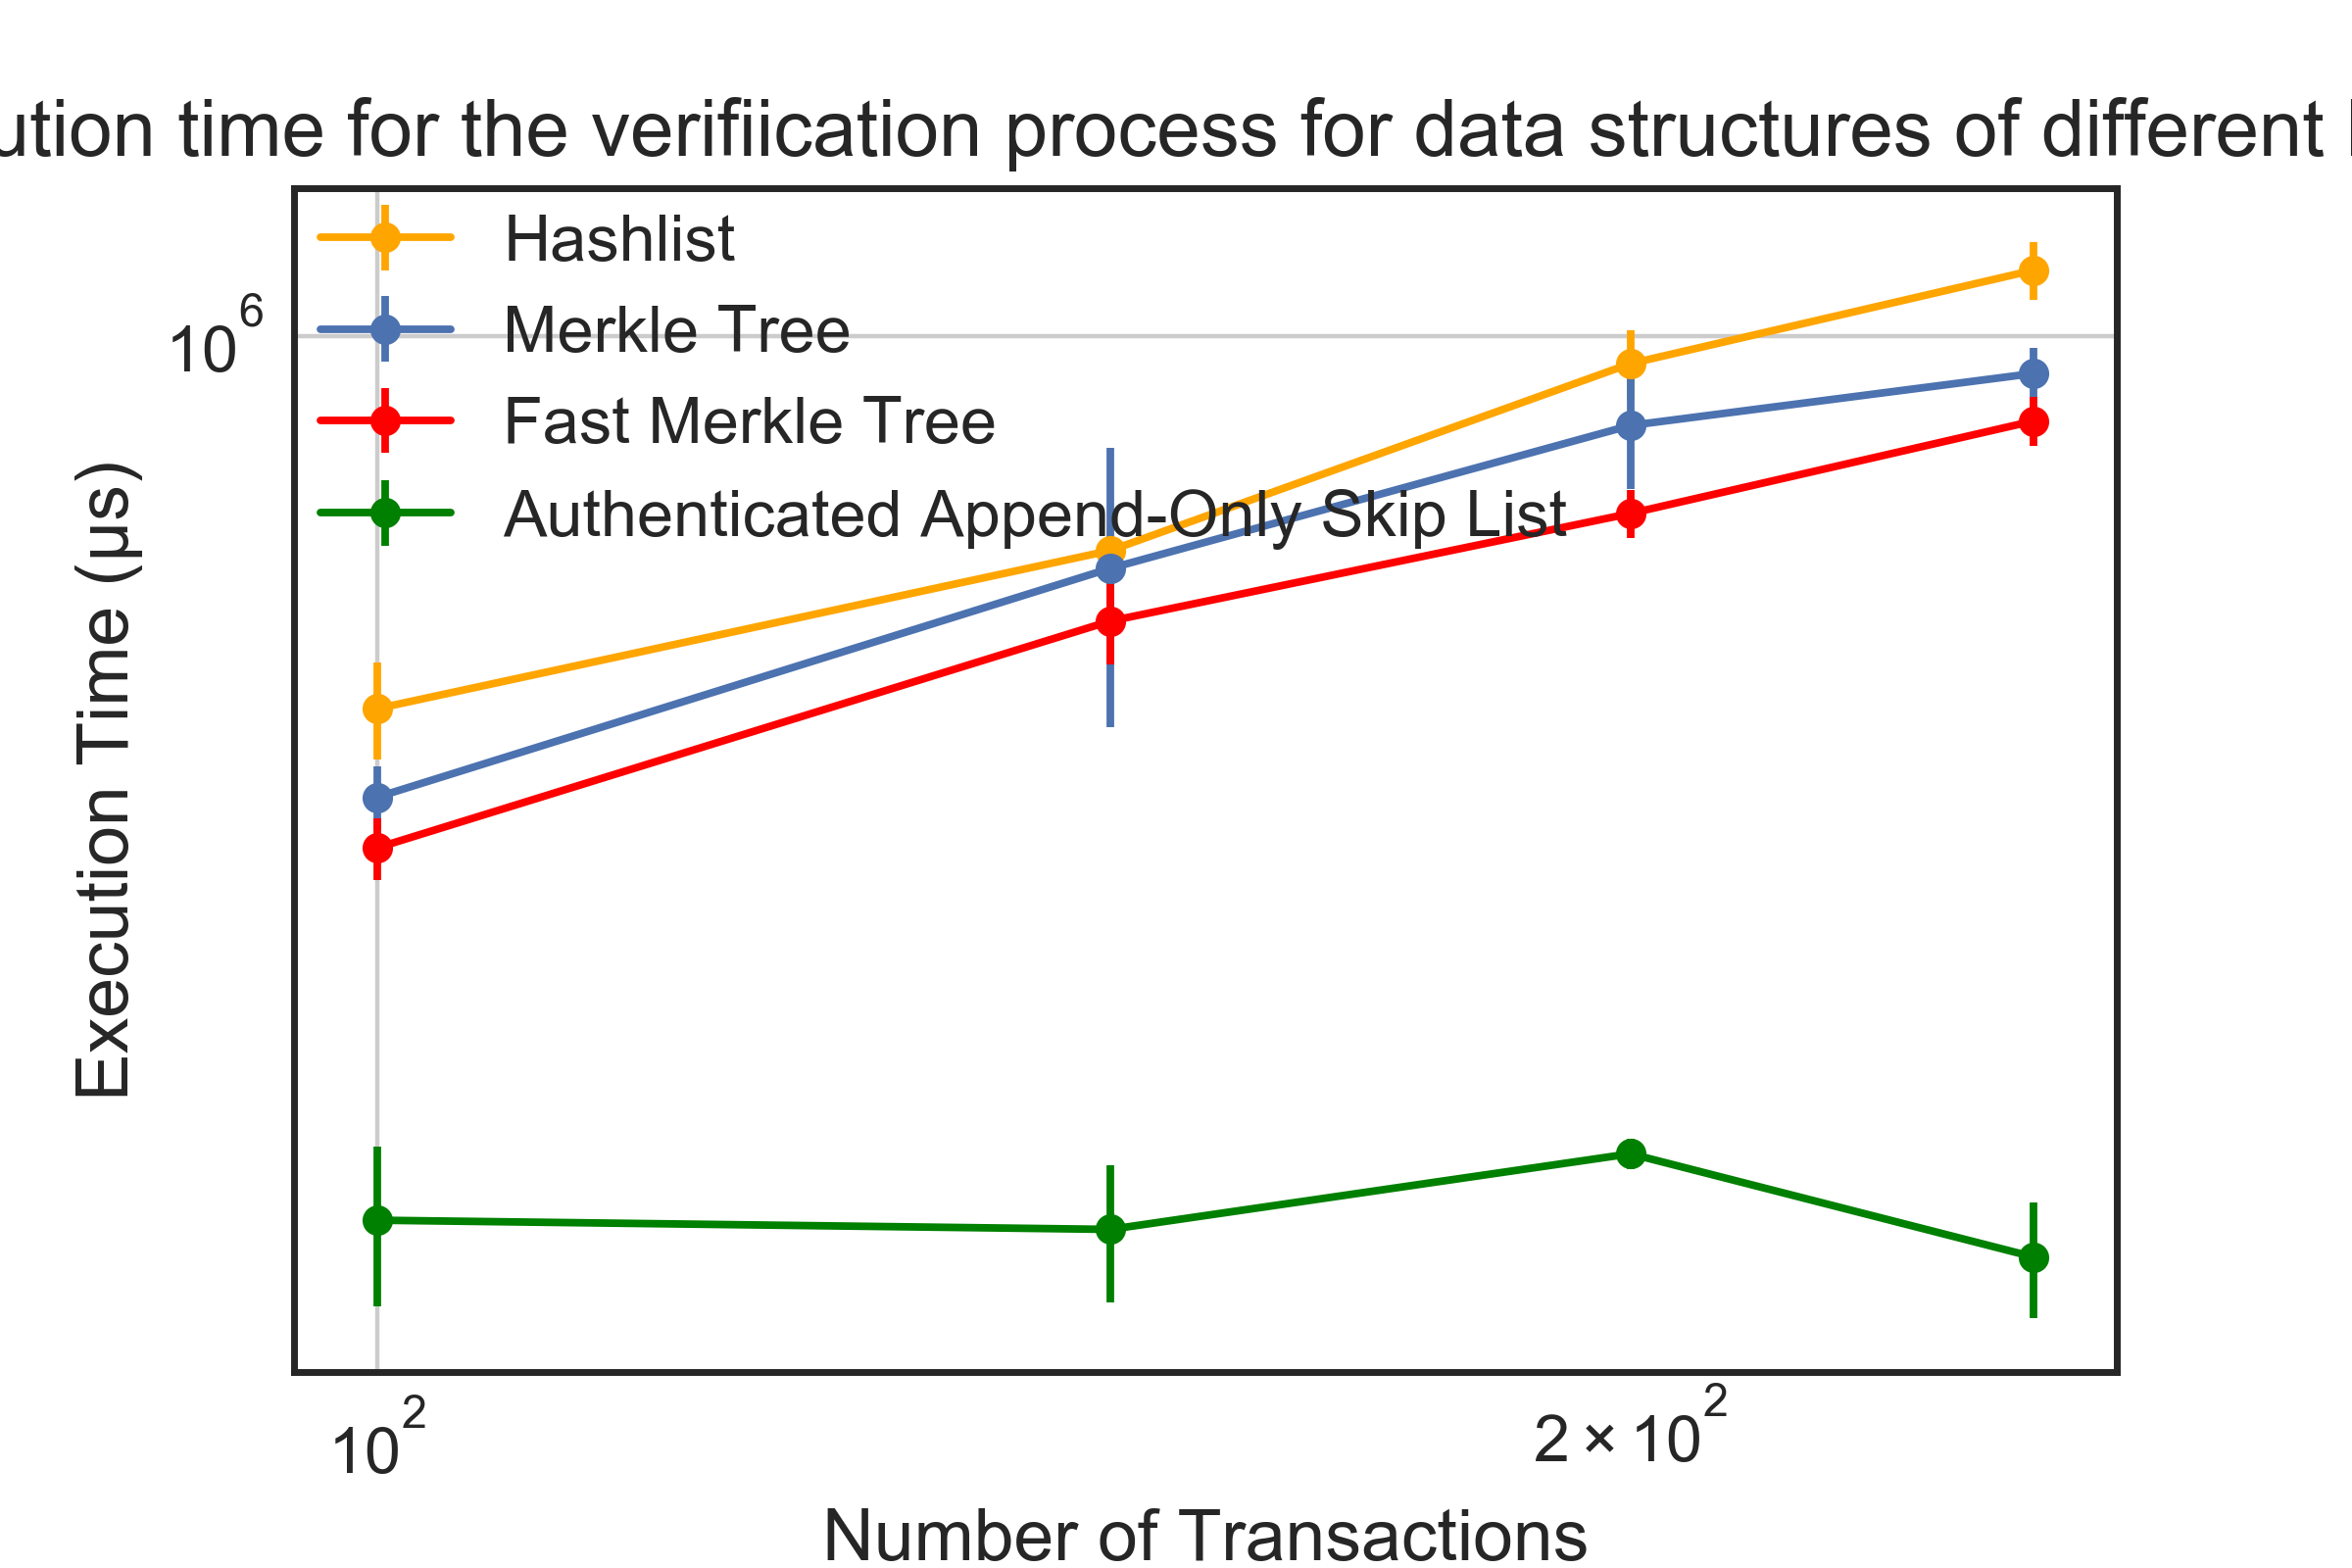 ution time for the verifiication process for data structures of different
Hashlist
Merkle Tree
Fast Merkle Tree
Authenticated Append-Only Skip List
10^6
Execution Time (µs)
10^2
2 × 10^2
Number of Transactions